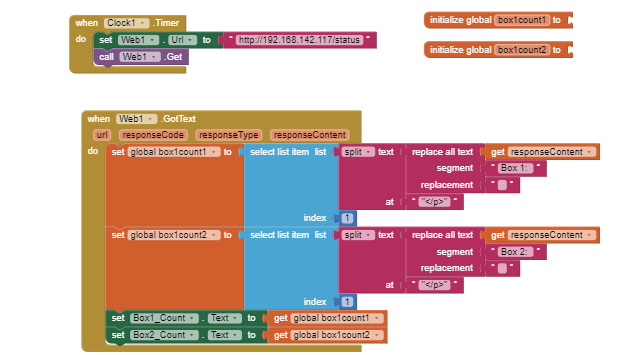 when Clock1 .Timer
do set Web1 . Url to " http://192.168.142.117/status "
call Web1 .Get
initialize global box1count1 to
initialize global box1count2 to
when Web1 .GotText
url responseCode responseType responseContent
do set global box1count1 to select list item list split text replace all text get responseContent
segment " Box 1: "
replacement " "
at " "</p>" "
index 1
set global box1count2 to select list item list split text replace all text get responseContent
segment " Box 2: "
replacement " "
at " "</p>" "
index 1
set Box1_Count . Text to get global box1count1
set Box2_Count . Text to get global box1count2